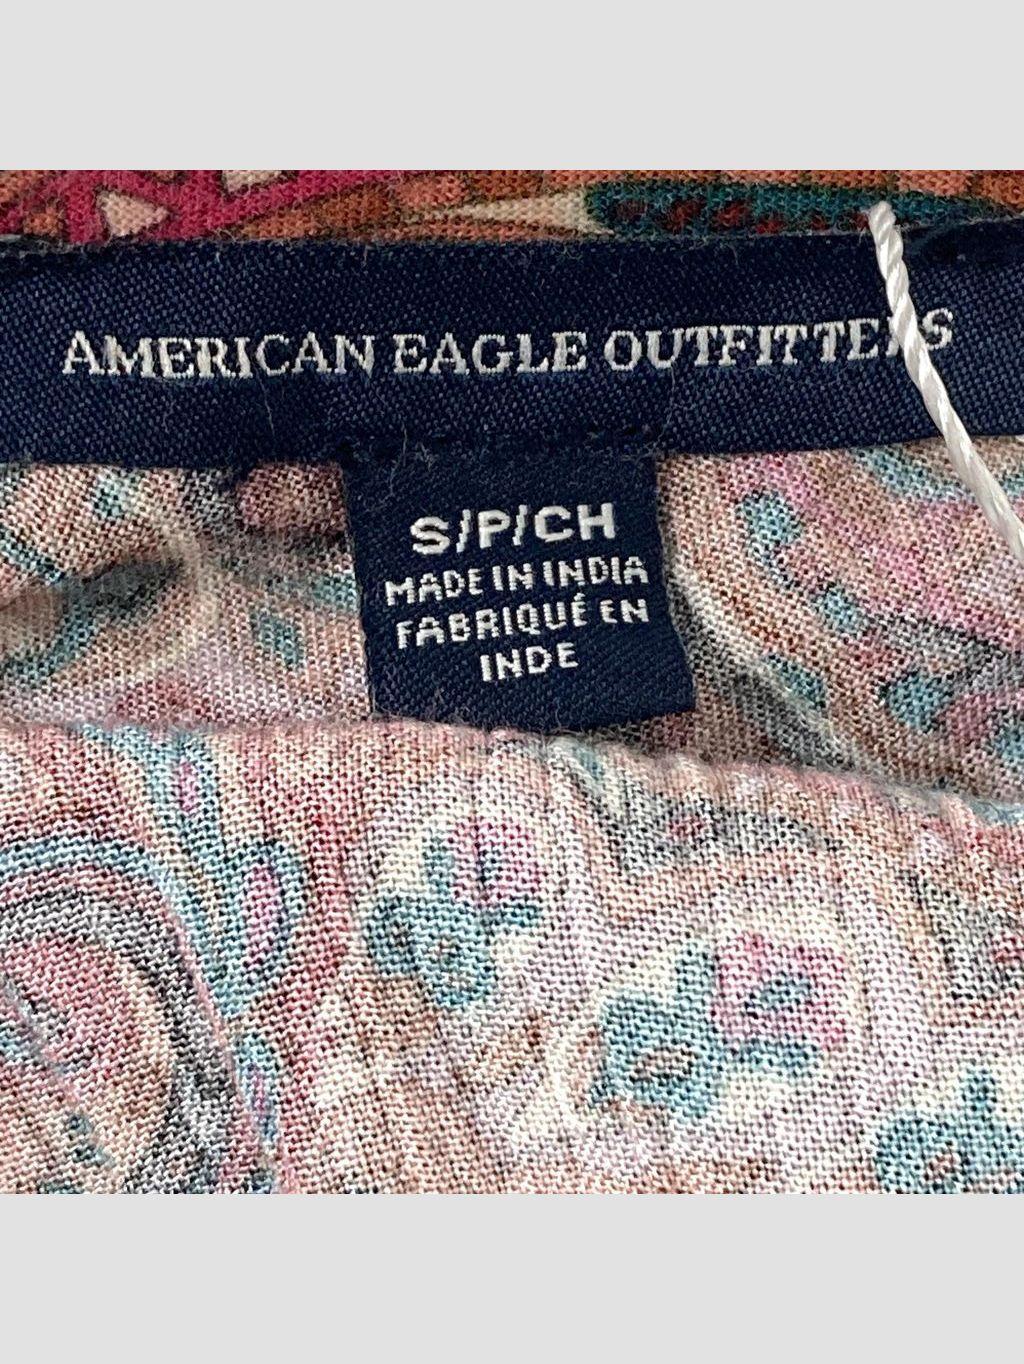 AMERICAN EAGLE OUTFITTERS
S/P/CH
MADE IN INDIA
FABRIQUÉ EN
INDE